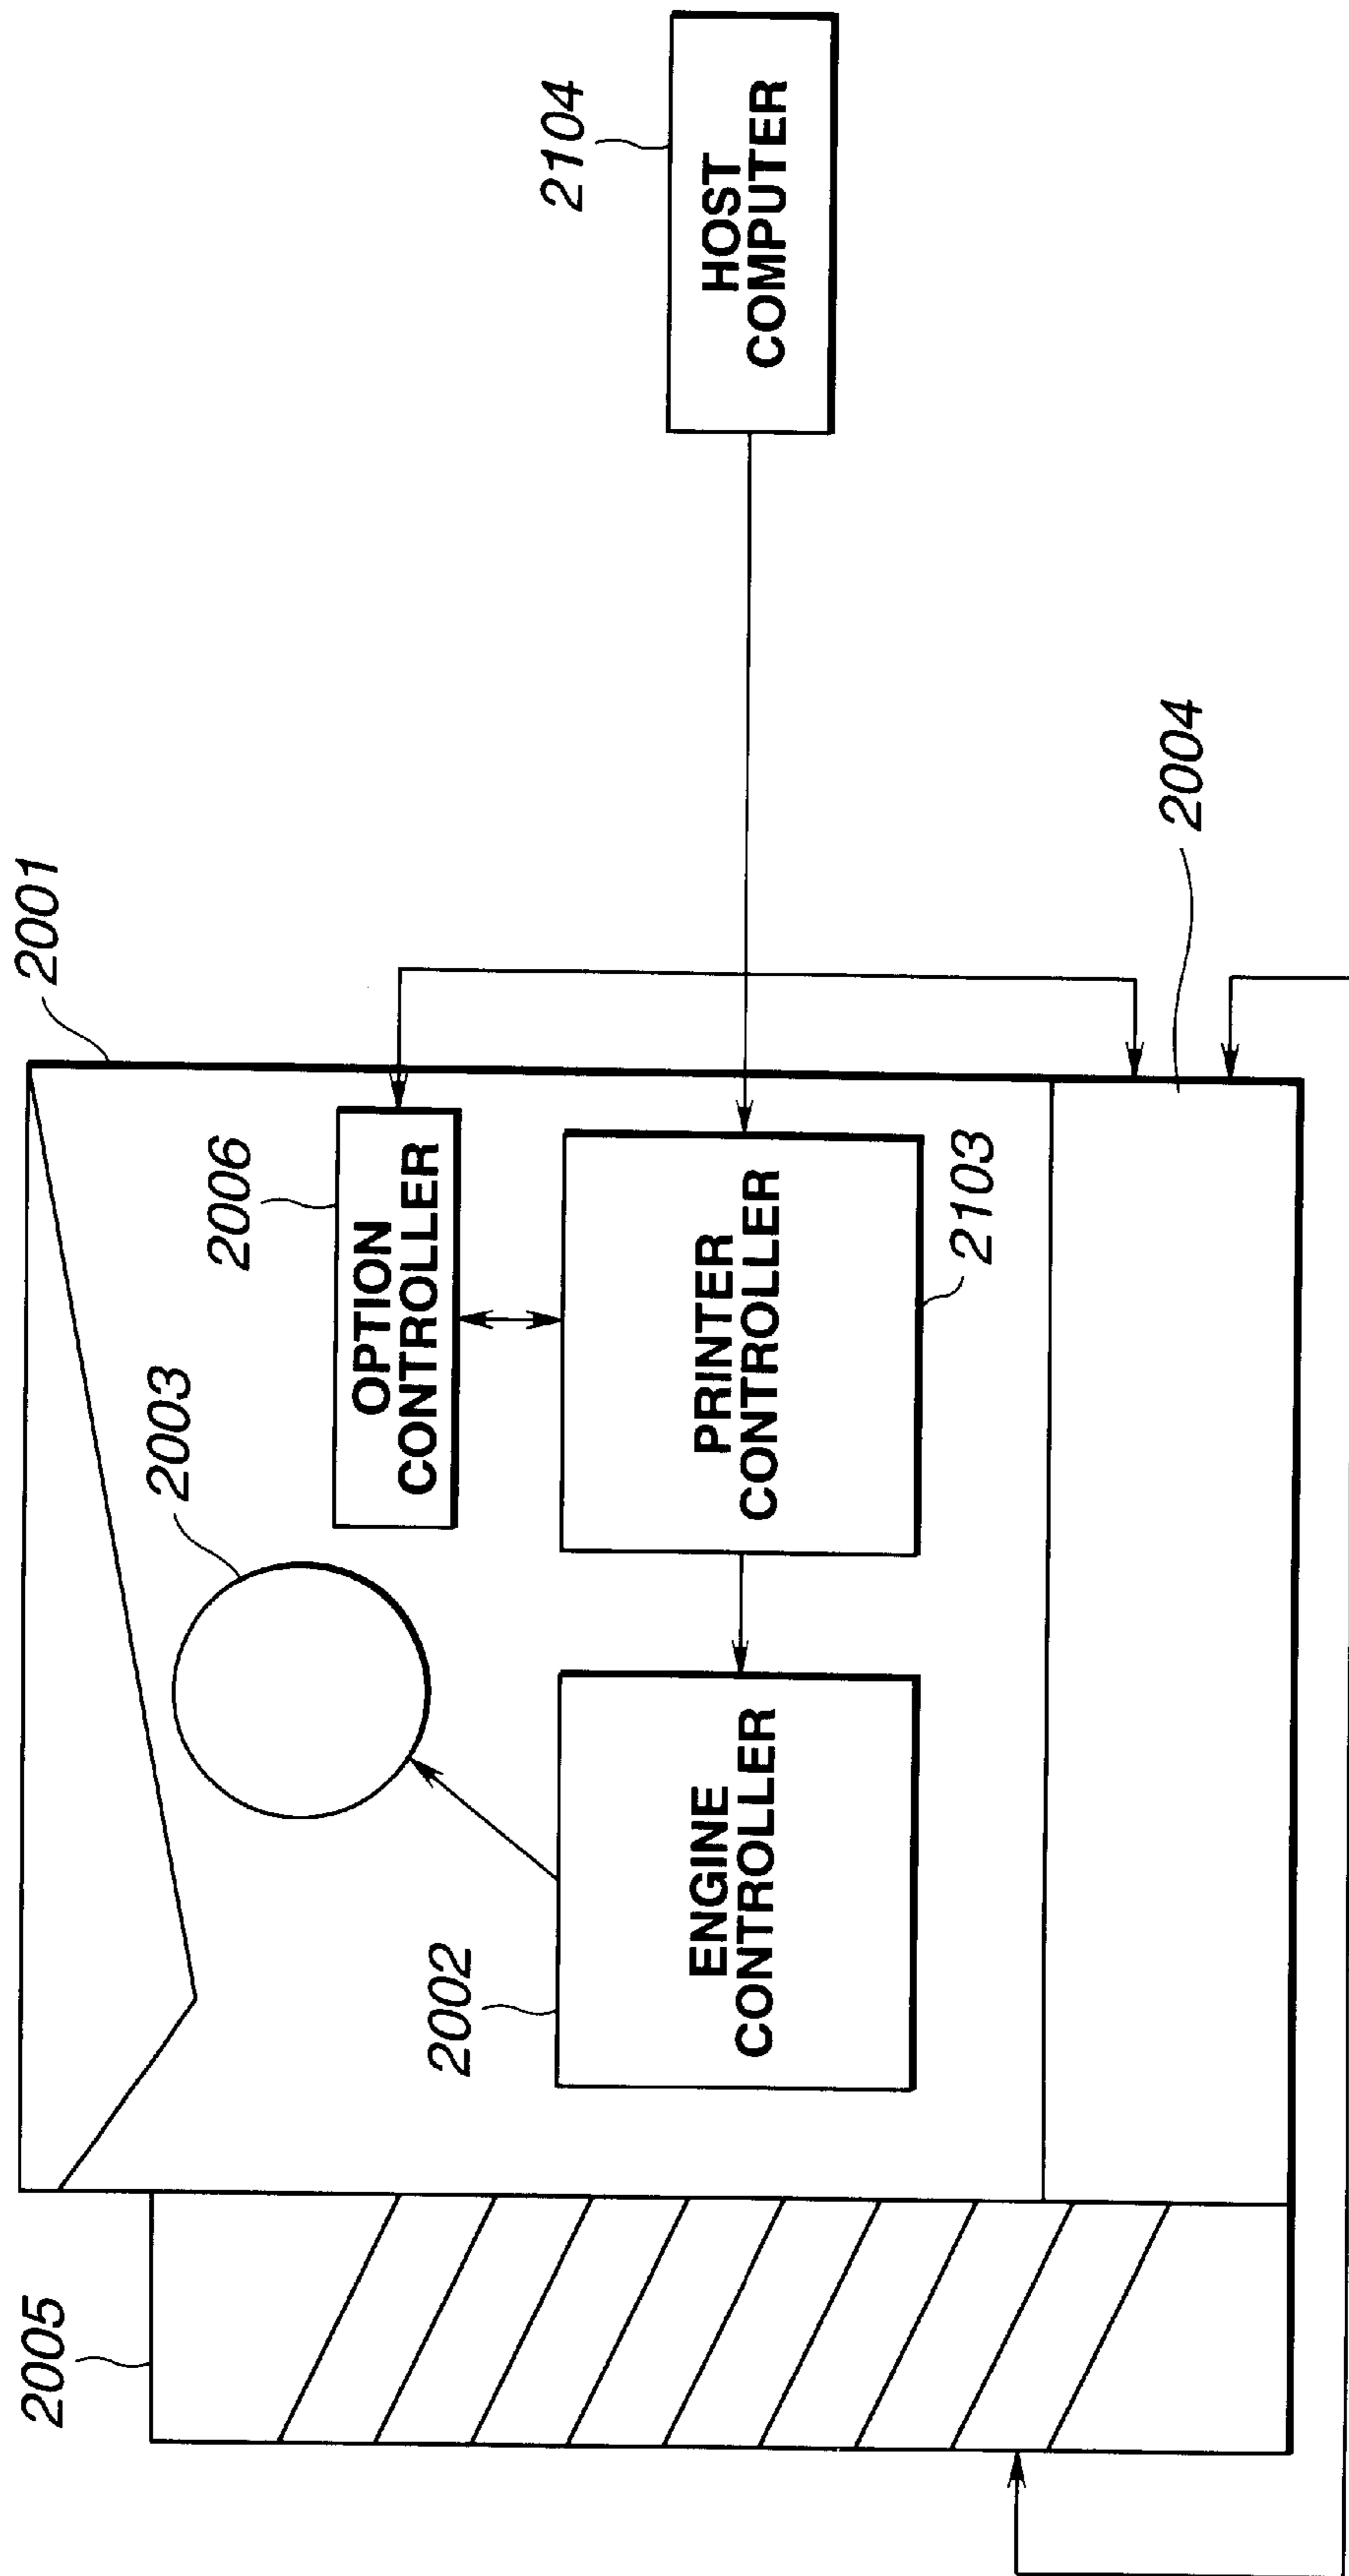 2005
2001
2003
2006
OPTION
CONTROLLER
2104
HOST
COMPUTER
2002
ENGINE
CONTROLLER
PRINTER
CONTROLLER
2103
2004